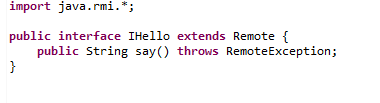 import java.rmi.*;
public interface IHello extends Remote {
    public String say() throws RemoteException;
}